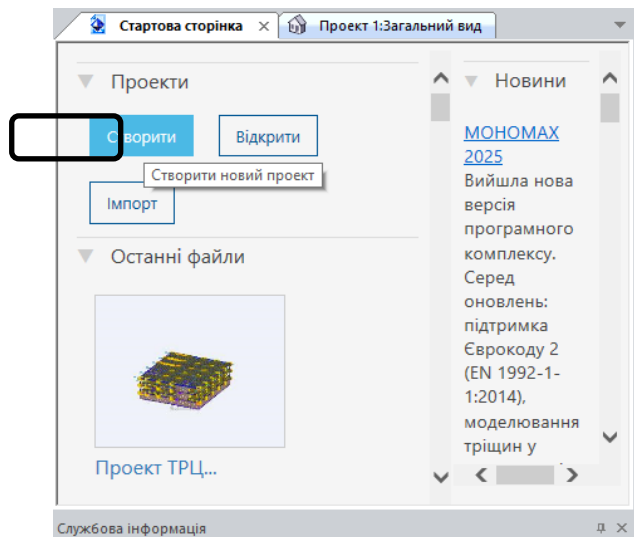 Стартова сторінка
Проект 1:Загальний вид
Проекти
Створити
Відкрити
Створити новий проект
Імпорт
Останні файли
Проект ТРЦ...
Новини
МОНОМАХ
2025
Вийшла нова
версія
програмного
комплексу.
Серед
оновлень:
підтримка
Єврокоду 2
(EN 1992-1-
1:2014),
моделювання
тріщин у
Службова інформація